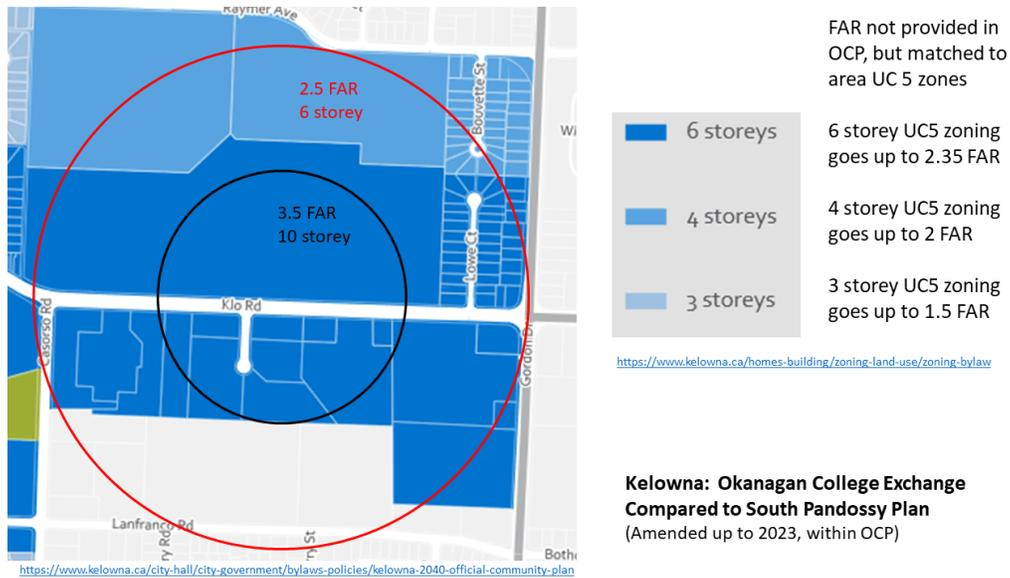 Raymer Ave
2.5 FAR
6 storey
Bouvette St
3.5 FAR
10 storey
Lowe Ct
Klo Rd
Casorso Rd
Gordon Dr
Lanfranco Rd
ry Rd
ry St
Botho
https://www.kelowna.ca/city-hall/city-government/bylaws-policies/kelowna-2040-official-community-plan
FAR not provided in
OCP, but matched to
area UC 5 zones
6 storeys
6 storey UC5 zoning
goes up to 2.35 FAR
4 storeys
4 storey UC5 zoning
goes up to 2 FAR
3 storeys
3 storey UC5 zoning
goes up to 1.5 FAR
https://www.kelowna.ca/homes-building/zoning-land-use/zoning-bylaw
Kelowna: Okanagan College Exchange
Compared to South Pandossy Plan
(Amended up to 2023, within OCP)